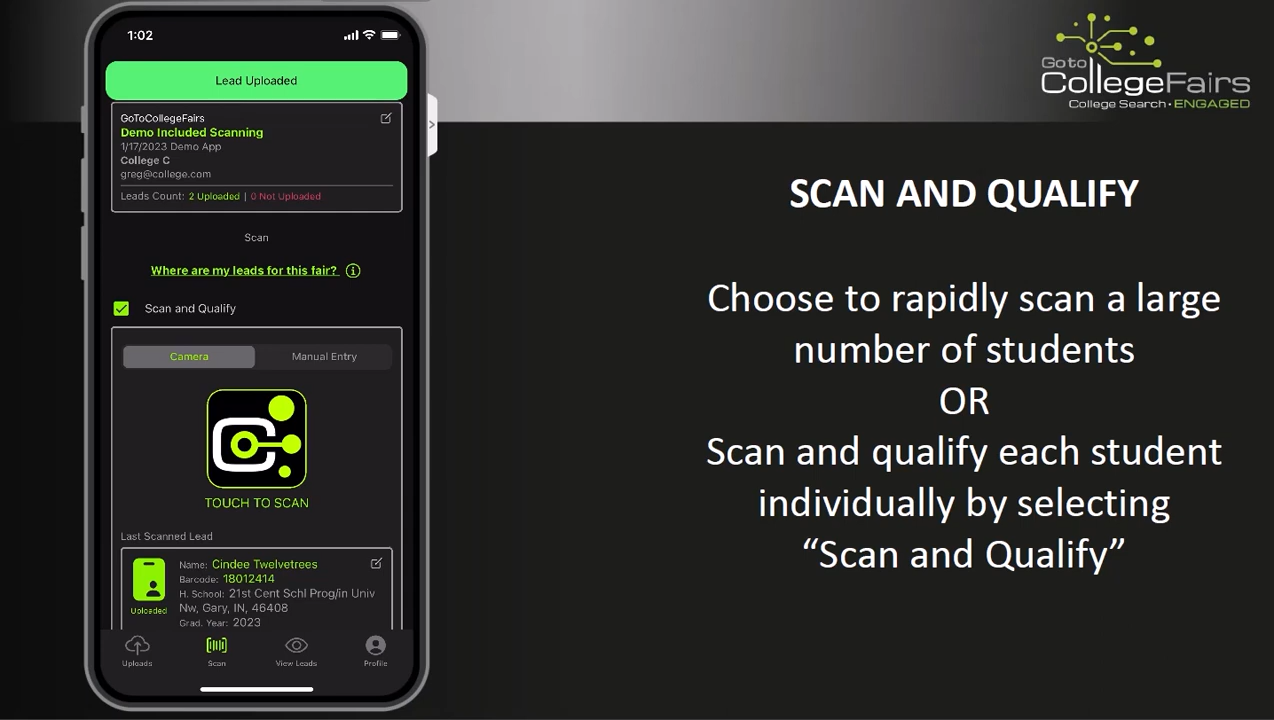 1:02
Lead Uploaded
GoToCollegeFairs
Demo Included Scanning
1/17/2023 Demo App
College C
greg@college.com
Leads Count: 2 Uploaded | 0 Not Uploaded
Scan
Where are my leads for this fair?
Scan and Qualify
Camera
Manual Entry
TOUCH TO SCAN
Last Scanned Lead
Name: Cindee Twelvetrees
Barcode: 18012414
H. School: 21st Cent Schl Prog/in Univ
Nw, Gary, IN, 46408
Grad. Year: 2023
Uploaded
Uploads
Scan
View Leads
Profile
Go to
CollegeFairs
College Search • ENGAGED
SCAN AND QUALIFY
Choose to rapidly scan a large
number of students
OR
Scan and qualify each student
individually by selecting
“Scan and Qualify”